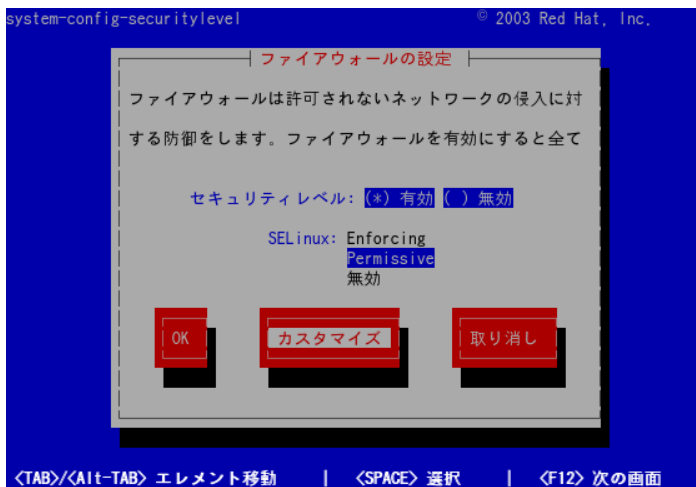 system-config-securitylevel © 2003 Red Hat, Inc.
ファイアウォールの設定
ファイアウォールは許可されないネットワークの侵入に対
する防御をします。ファイアウォールを有効にすると全て
セキュリティレベル: (*) 有効 ( ) 無効
SELinux: Enforcing
Permissive
無効
OK カスタマイズ 取り消し
<TAB>/<Alt-TAB> エレメント移動 | <SPACE> 選択 | <F12> 次の画面